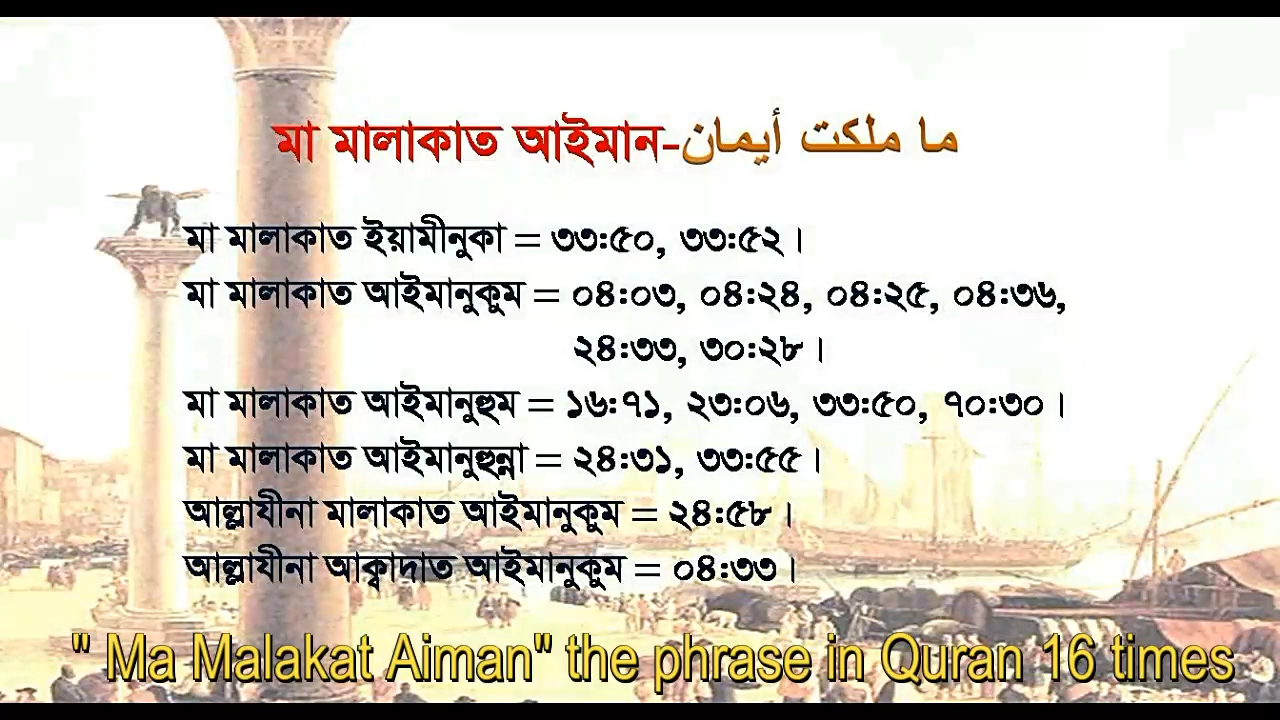 মা মালাকাত আইমান-ما ملكت أيمان
মা মালাকাত ইয়ামীনুকা = ৩৩:৫০, ৩৩:৫২।
মা মালাকাত আইমানুকুম = ০৪:০৩, ০৪:২৪, ০৪:২৫, ০৪:৩৬,
২৪:৩৩, ৩০:২৮।
মা মালাকাত আইমানুহুম = ১৬:৭১, ২৩:০৬, ৩৩:৫০, ৭০:৩০।
মা মালাকাত আইমানুহুন্না = ২৪:৩১, ৩৩:৫৫।
আল্লাযীনা মালাকাত আইমানুকুম = ২৪:৫৮।
আল্লাযীনা আক্বাদাত আইমানুকুম = ০৪:৩৩।
" Ma Malakat Aiman" the phrase in Quran 16 times